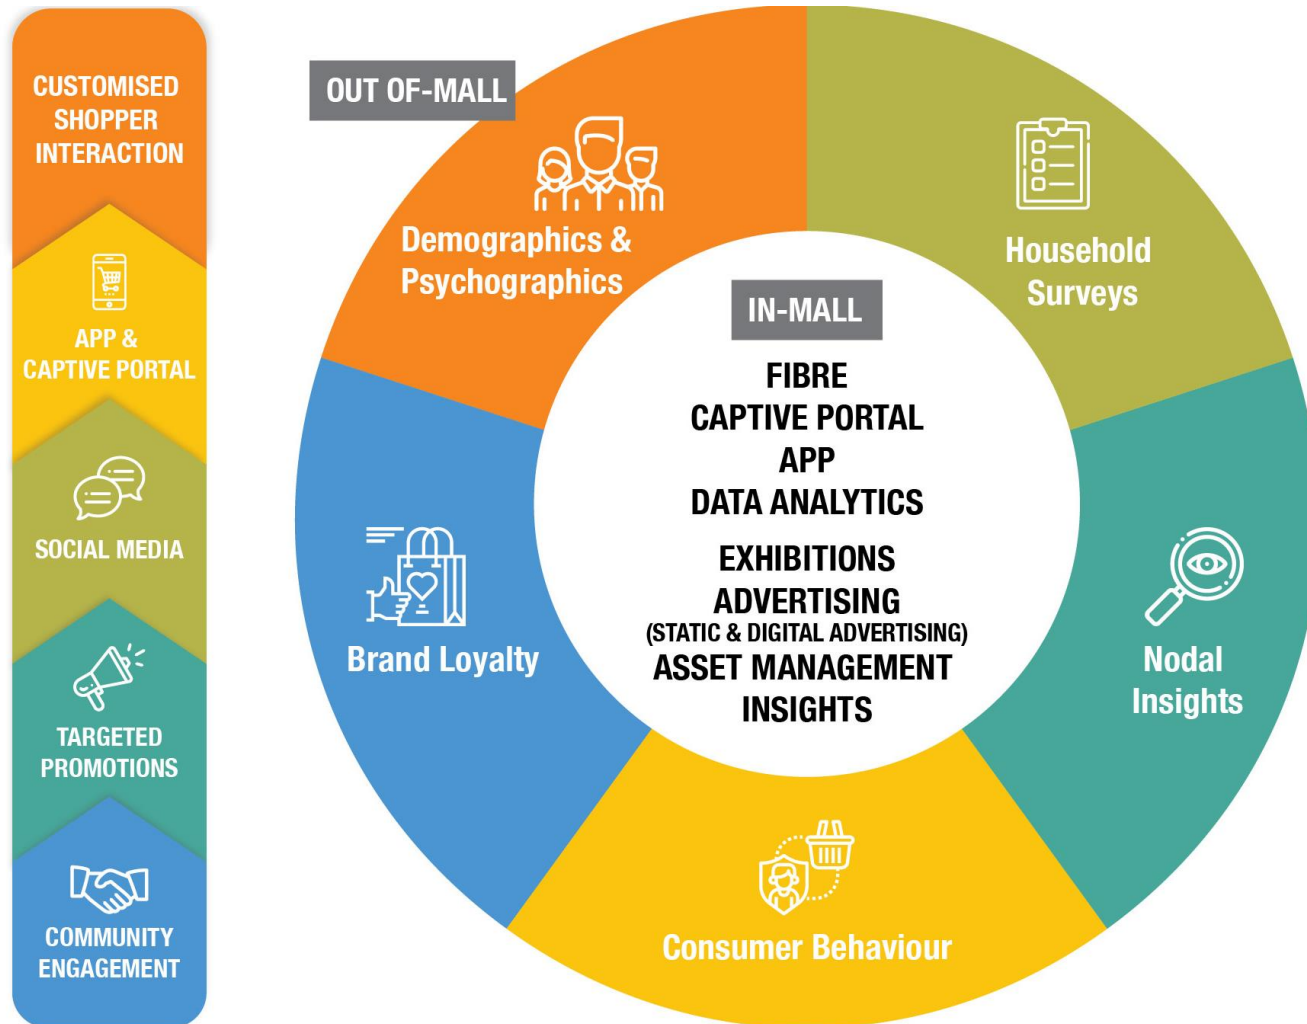 CUSTOMISED
SHOPPER
INTERACTION
APP &
CAPTIVE PORTAL
SOCIAL MEDIA
TARGETED
PROMOTIONS
COMMUNITY
ENGAGEMENT
OUT OF-MALL
Demographics &
Psychographics
Household
Surveys
Nodal
Insights
Consumer Behaviour
Brand Loyalty
IN-MALL
FIBRE
CAPTIVE PORTAL
APP
DATA ANALYTICS
EXHIBITIONS
ADVERTISING
(STATIC & DIGITAL ADVERTISING)
ASSET MANAGEMENT
INSIGHTS